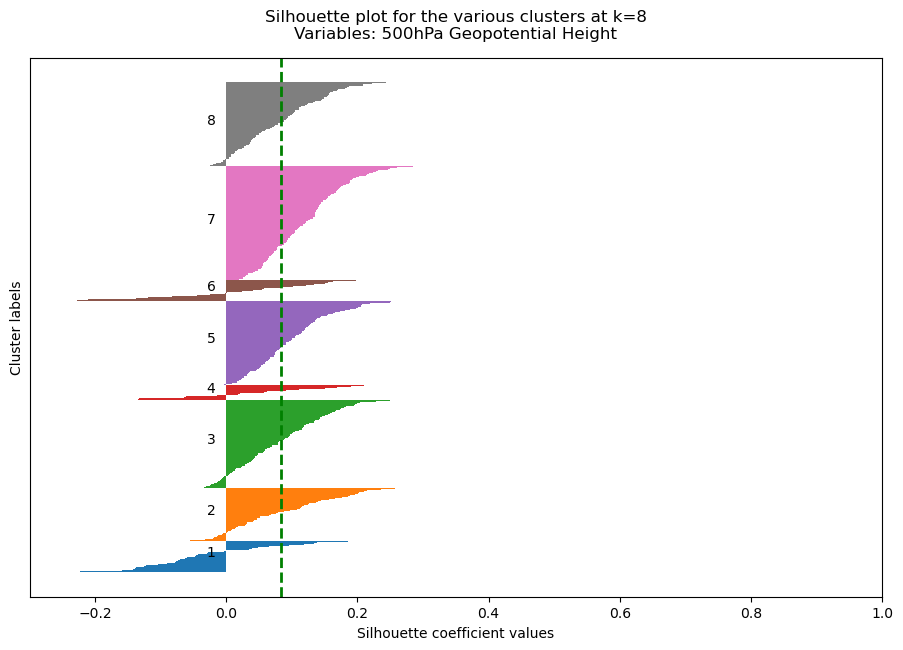 Silhouette plot for the various clusters at k=8
Variables: 500hPa Geopotential Height
8
7
6
5
4
3
2
1
Cluster labels
−0.2 0.0 0.2 0.4 0.6 0.8 1.0
Silhouette coefficient values